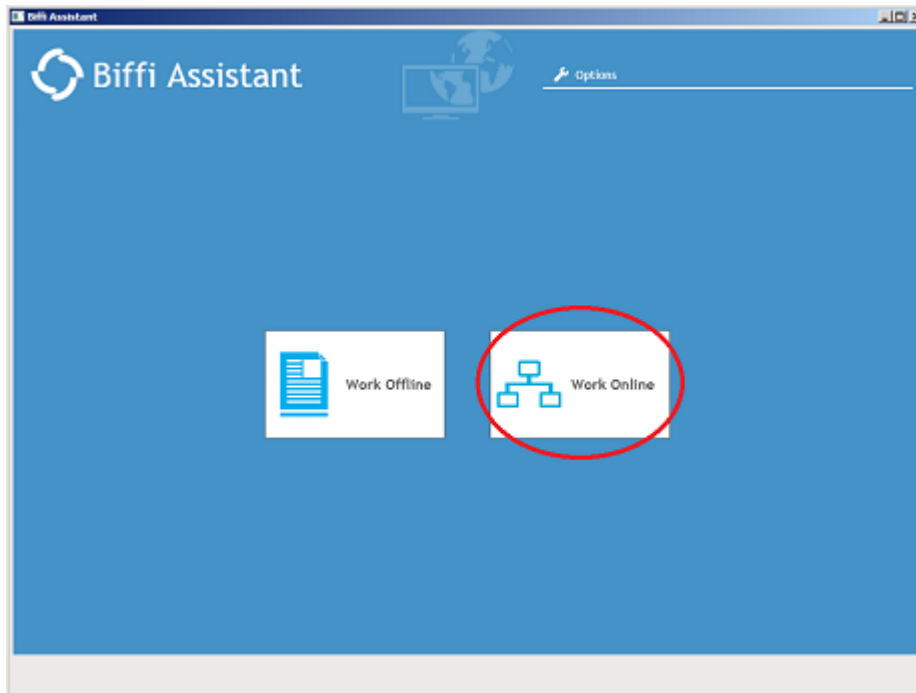 Biffi Assistant
Biffi Assistant
Options
Work Offline
Work Online